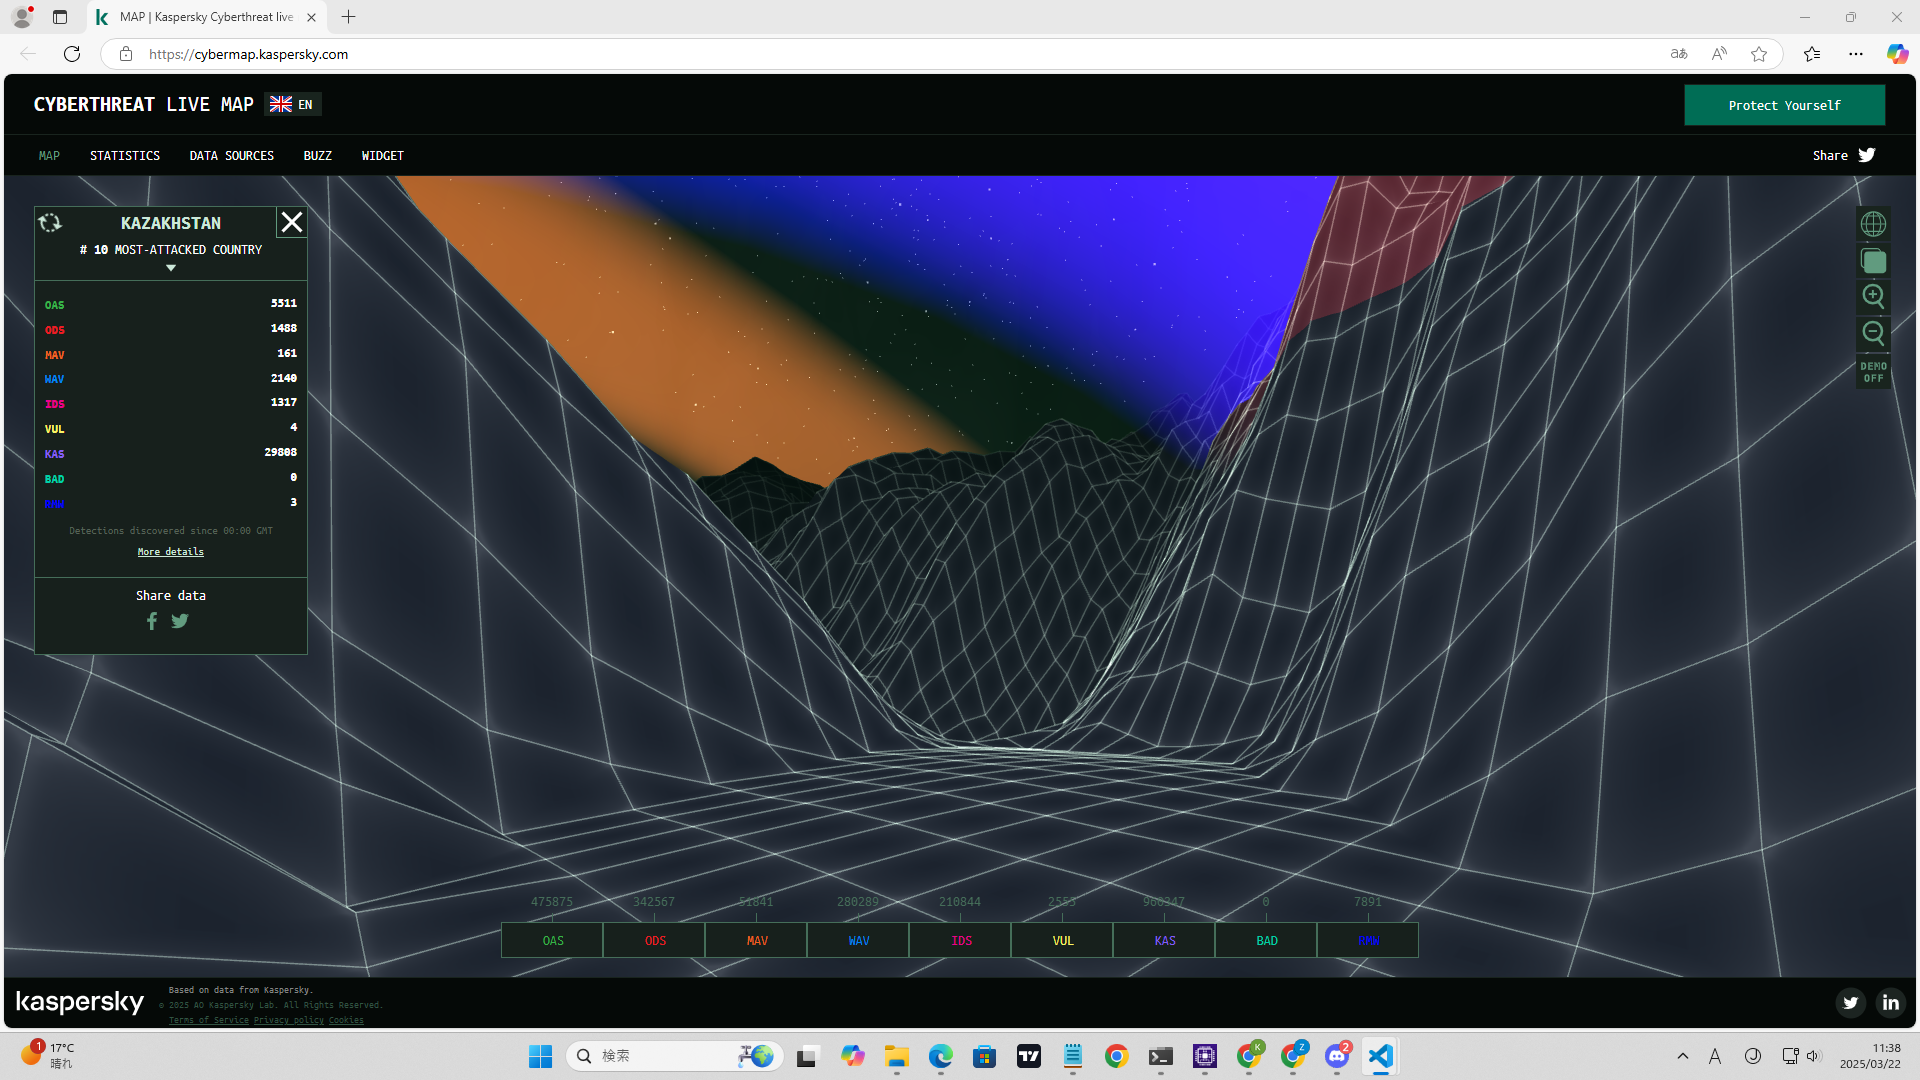 MAP | Kaspersky Cyberthreat live
https://cybermap.kaspersky.com
CYBERTHREAT LIVE MAP EN
Protect Yourself
MAP STATISTICS DATA SOURCES BUZZ WIDGET
Share
KAZAKHSTAN
# 10 MOST-ATTACKED COUNTRY
OAS 5511
ODS 1488
MAV 161
WAV 2140
IDS 1317
VUL 4
KAS 29808
BAD 0
RMW 3
Detections discovered since 00:00 GMT
More details
Share data
DEMO
OFF
475875 342567 51841 280289 210844 2553 960347 0 7891
OAS ODS MAV WAV IDS VUL KAS BAD RMW
kaspersky
Based on data from Kaspersky.
© 2025 AO Kaspersky Lab. All Rights Reserved.
Terms of Service Privacy policy Cookies
1
17°C
晴れ
検索
K
Z
2
A
11:38
2025/03/22